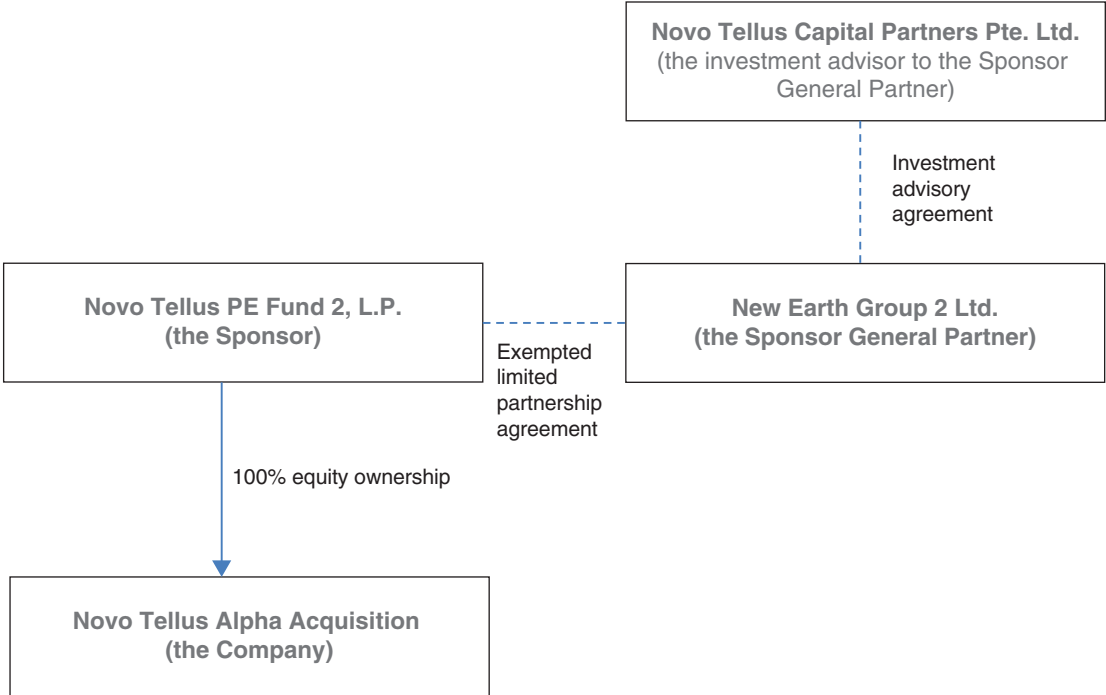 Novo Tellus Capital Partners Pte. Ltd.
(the investment advisor to the Sponsor
General Partner)
Investment
advisory
agreement
Novo Tellus PE Fund 2, L.P.
(the Sponsor)
New Earth Group 2 Ltd.
(the Sponsor General Partner)
Exempted
limited
partnership
agreement
100% equity ownership
Novo Tellus Alpha Acquisition
(the Company)